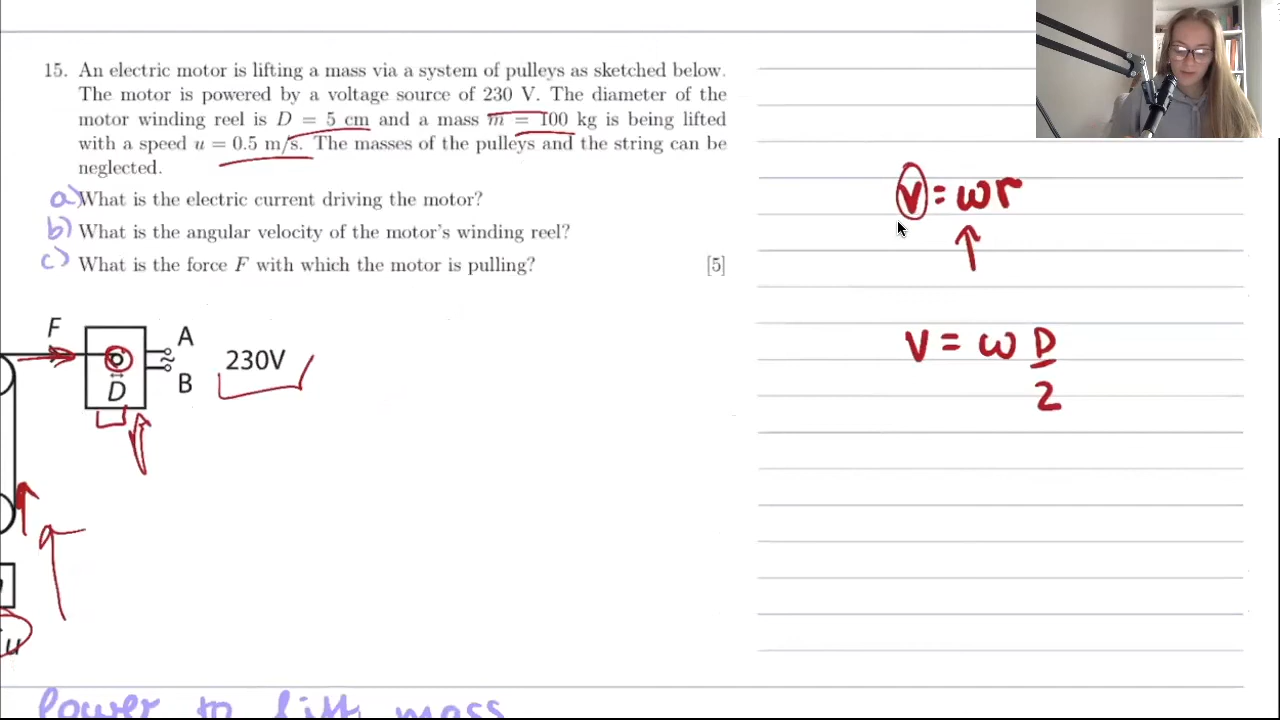 15. An electric motor is lifting a mass via a system of pulleys as sketched below.
The motor is powered by a voltage source of 230 V. The diameter of the
motor winding reel is D = 5 cm and a mass m = 100 kg is being lifted
with a speed u = 0.5 m/s. The masses of the pulleys and the string can be
neglected.
a) What is the electric current driving the motor?
b) What is the angular velocity of the motor's winding reel?
c) What is the force F with which the motor is pulling? [5]
F
A
230V
B
D
u
v = ωr
v = ω D
2
Power to lift mass